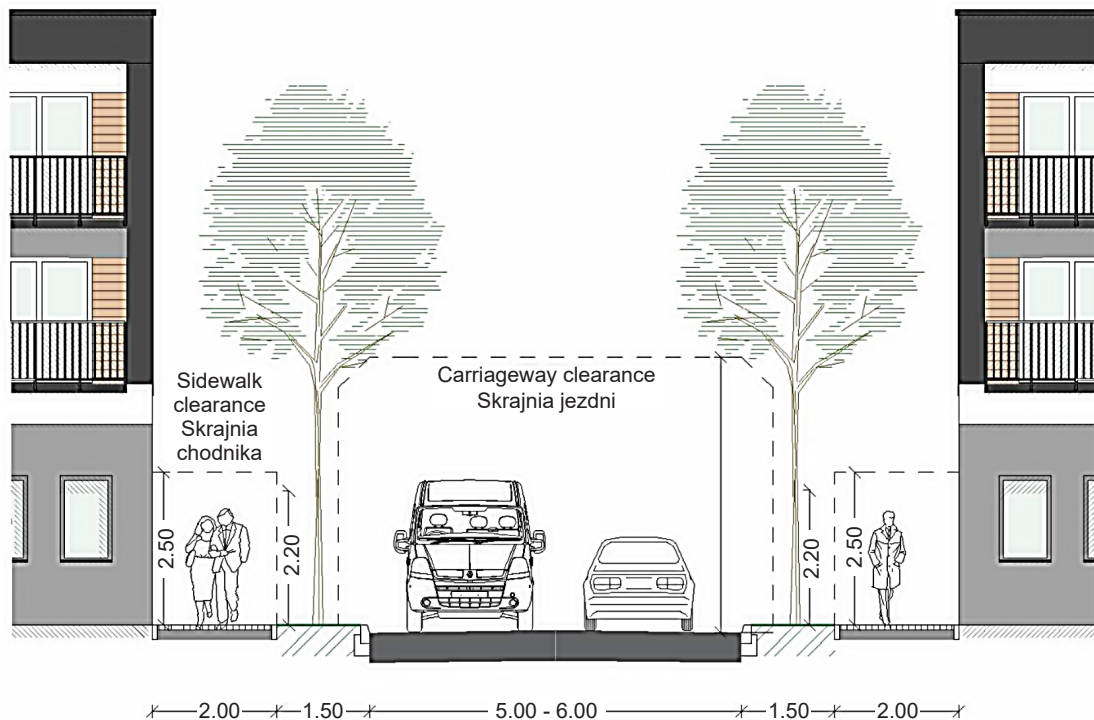 Sidewalk
clearance
Skrajnia
chodnika
Carriageway clearance
Skrajnia jezdni
2.50
2.20
2.20
2.50
2.00
1.50
5.00 - 6.00
1.50
2.00